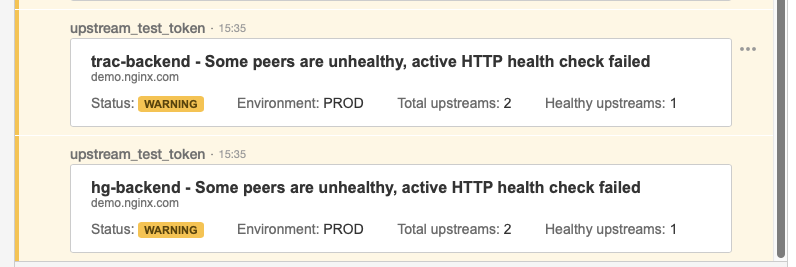 upstream_test_token · 15:35
trac-backend - Some peers are unhealthy, active HTTP health check failed
demo.nginx.com
Status: WARNING Environment: PROD Total upstreams: 2 Healthy upstreams: 1
upstream_test_token · 15:35
hg-backend - Some peers are unhealthy, active HTTP health check failed
demo.nginx.com
Status: WARNING Environment: PROD Total upstreams: 2 Healthy upstreams: 1